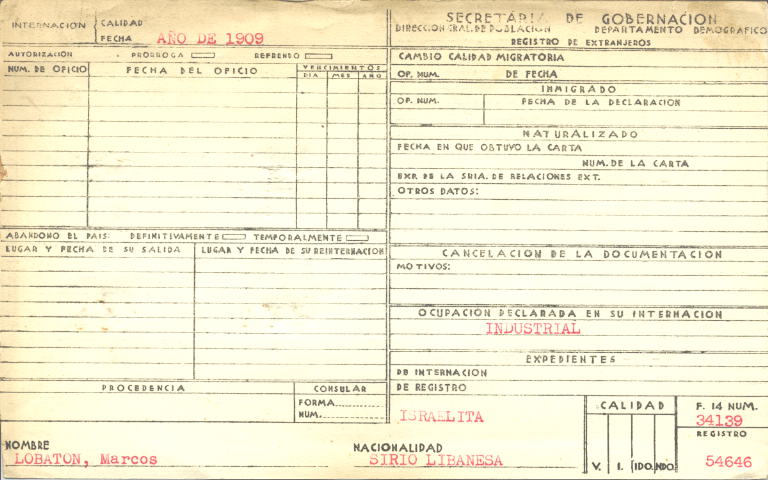 INTERNACION
CALIDAD
FECHA AÑO DE 1909
AUTORIZACIÓN PRORROGA REFRENDO
NUM. DE OFICIO FECHA DEL OFICIO VENCIMIENTOS
DIA MES AÑO
ABANDONO EL PAIS: DEFINITIVAMENTE TEMPORALMENTE
LUGAR Y FECHA DE SU SALIDA LUGAR Y FECHA DE SU REINTERNACION
PROCEDENCIA CONSULAR
FORMA
NUM.
SECRETARIA DE GOBERNACION
DIRECCION GRAL. DE POBLACION DEPARTAMENTO DEMOGRAFICO
REGISTRO DE EXTRANJEROS
CAMBIO CALIDAD MIGRATORIA
OF. NUM. DE FECHA
INMIGRADO
OF. NUM. FECHA DE LA DECLARACION
NATURALIZADO
FECHA EN QUE OBTUVO LA CARTA
NUM. DE LA CARTA
EXP. DE LA SRIA. DE RELACIONES EXT.
OTROS DATOS:
CANCELACION DE LA DOCUMENTACION
MOTIVOS:
OCUPACION DECLARADA EN SU INTERNACION
INDUSTRIAL
EXPEDIENTES
DE INTERNACION
DE REGISTRO
ISRAELITA
CALIDAD
V. I. IDO. NDO.
F. 14 NUM.
34139
REGISTRO
54646
NOMBRE
LOBATON, Marcos
NACIONALIDAD
SIRIO LIBANESA